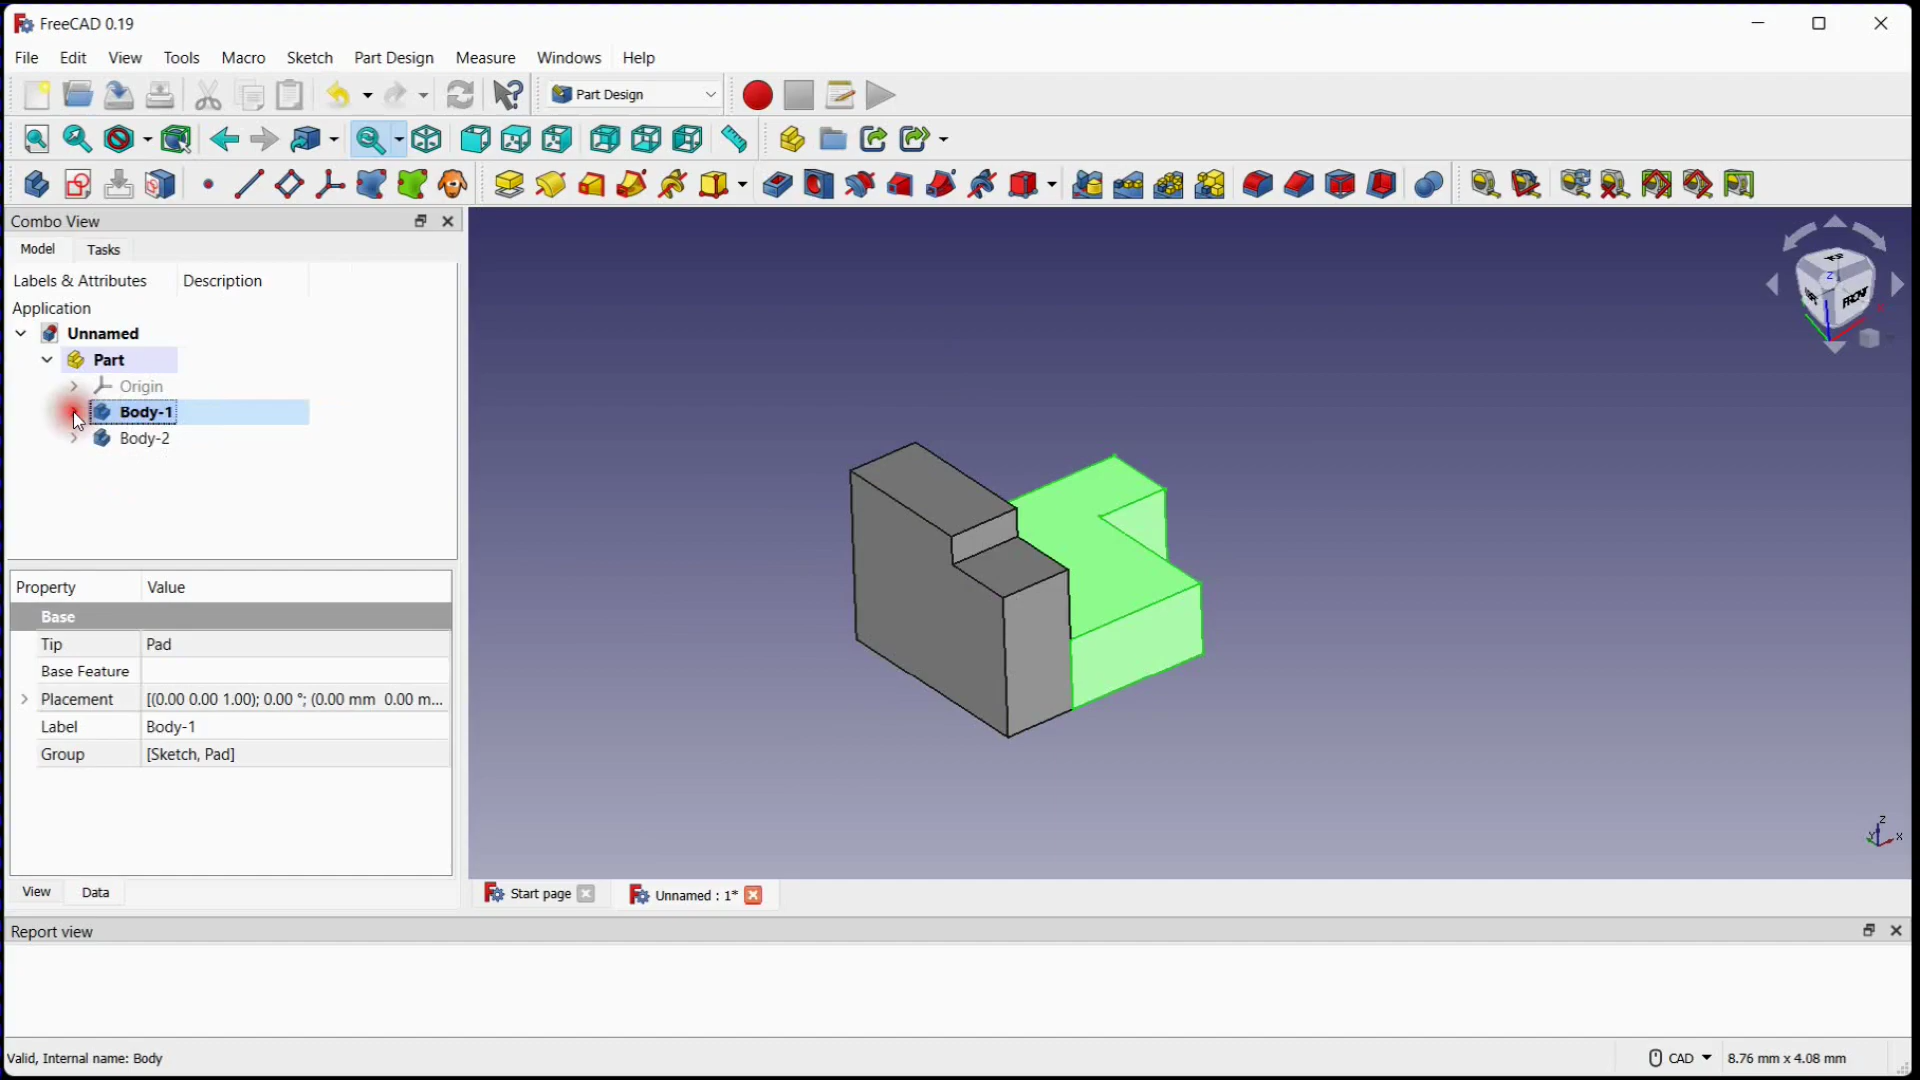 FreeCAD 0.19
File Edit View Tools Macro Sketch Part Design Measure Windows Help
Part Design
Combo View
Model Tasks
Labels & Attributes Description
Application
Unnamed
Part
Origin
Body-1
Body-2
TOP
FRONT
Z
Property Value
Base
Tip Pad
Base Feature
Placement [(0.00 0.00 1.00); 0.00 °; (0.00 mm 0.00 m...
Label Body-1
Group [Sketch, Pad]
Z
Y X
View Data
Start page Unnamed : 1*
Report view
Valid, Internal name: Body
CAD 8.76 mm x 4.08 mm